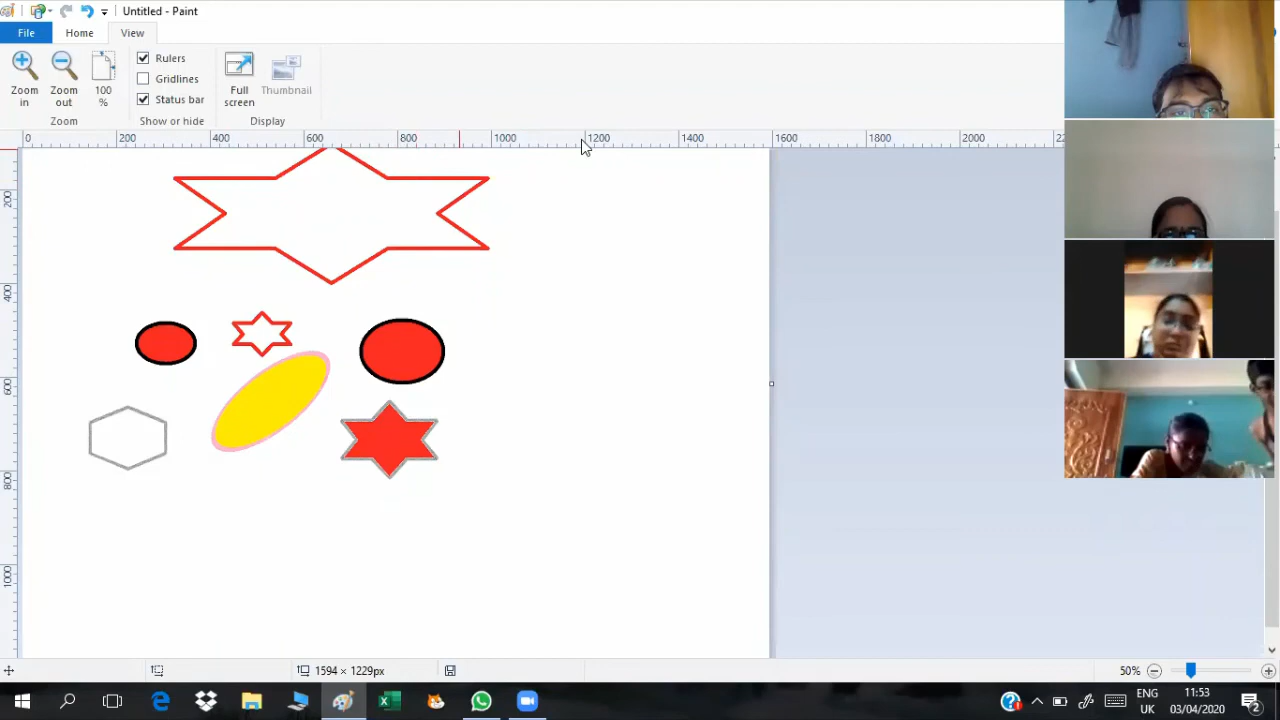 Untitled - Paint
File Home View
Zoom in
Zoom out
100 %
Rulers
Gridlines
Status bar
Full screen
Thumbnail
Zoom
Show or hide
Display
0 200 400 600 800 1000 1200 1400 1600 1800 2000
200
400
600
800
1000
1594 × 1229px
50%
ENG
UK
11:53
03/04/2020
2